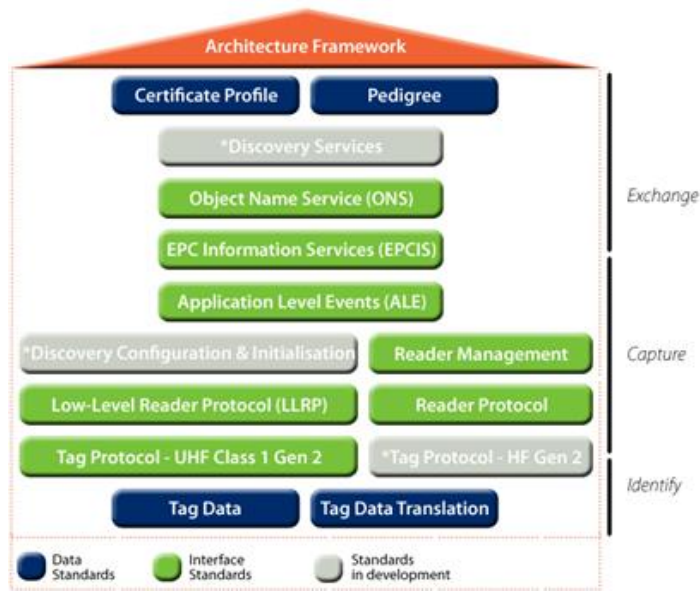 Architecture Framework
Certificate Profile
Pedigree
*Discovery Services
Object Name Service (ONS)
Exchange
EPC Information Services (EPCIS)
Application Level Events (ALE)
*Discovery Configuration & Initialisation
Reader Management
Capture
Low-Level Reader Protocol (LLRP)
Reader Protocol
Tag Protocol - UHF Class 1 Gen 2
*Tag Protocol - HF Gen 2
Identify
Tag Data
Tag Data Translation
Data
Standards
Interface
Standards
Standards
in development